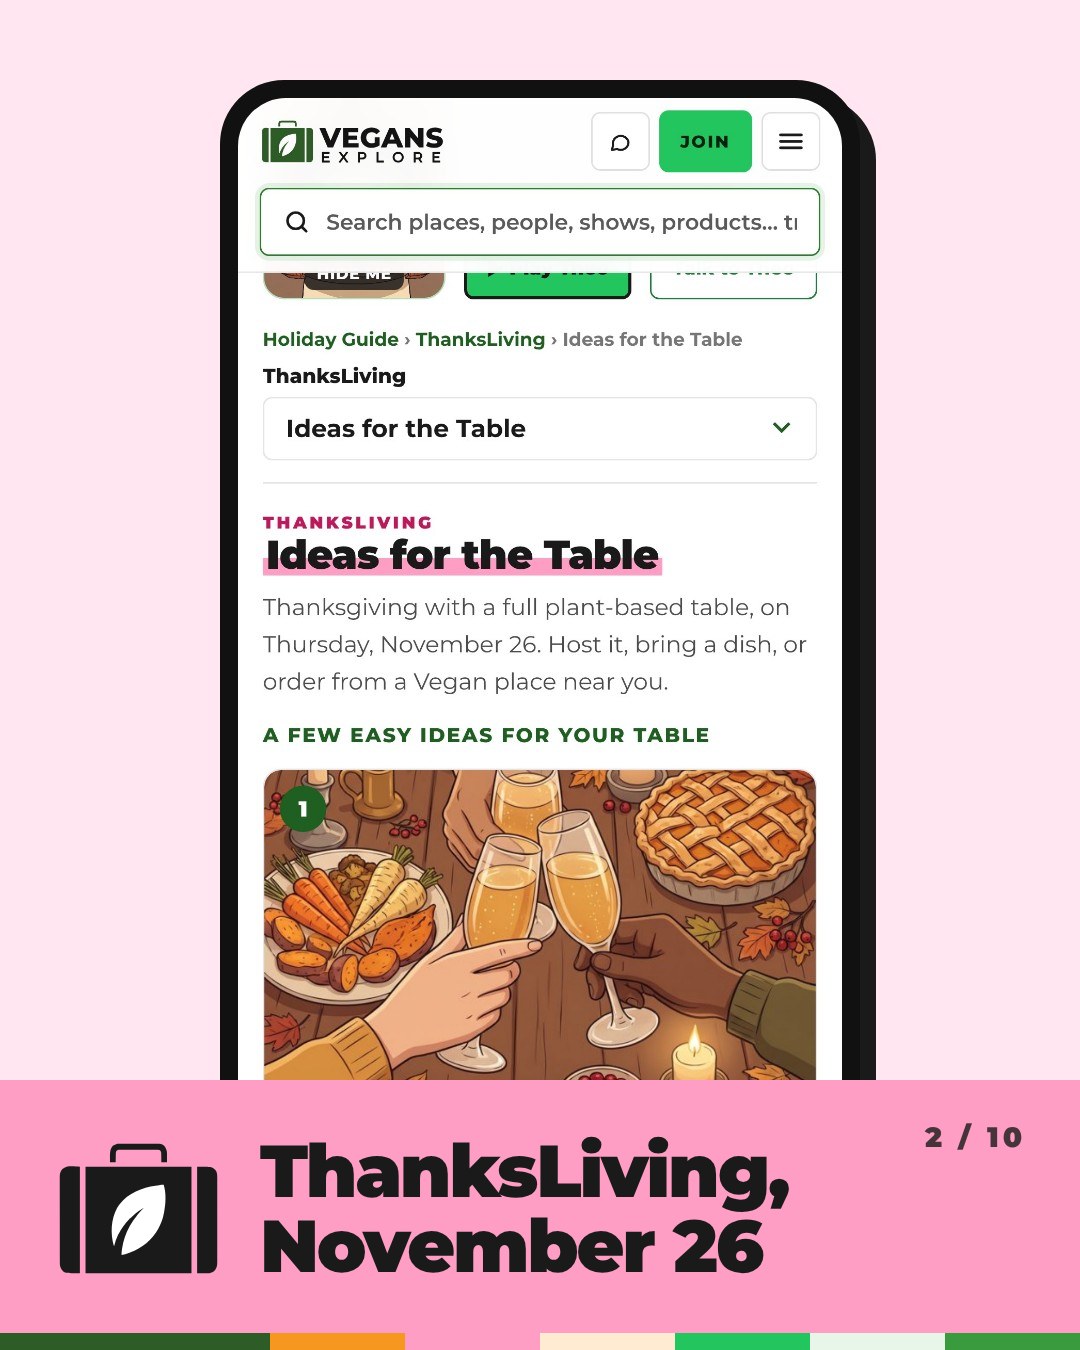 VEGANS
EXPLORE
JOIN
Search places, people, shows, products...
HIDE ME
Holiday Guide › ThanksLiving › Ideas for the Table
ThanksLiving
Ideas for the Table
THANKSLIVING
Ideas for the Table
Thanksgiving with a full plant-based table, on
Thursday, November 26. Host it, bring a dish, or
order from a Vegan place near you.
A FEW EASY IDEAS FOR YOUR TABLE
1
2 / 10
ThanksLiving,
November 26